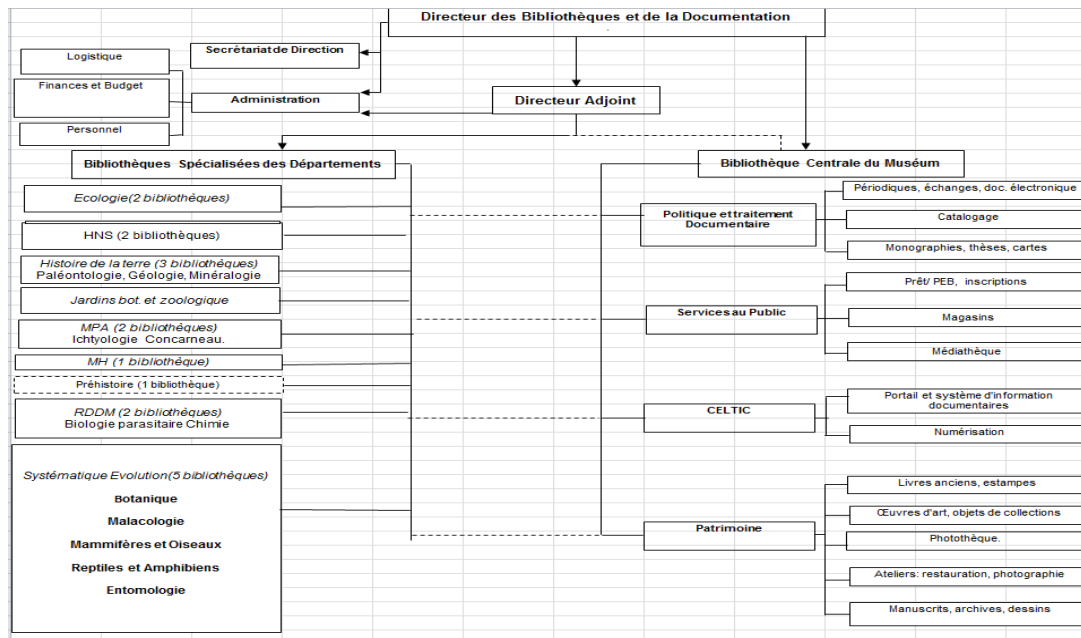 Directeur des Bibliothèques et de la Documentation
Secrétariat de Direction
Logistique
Finances et Budget
Administration
Directeur Adjoint
Personnel
Bibliothèques Spécialisées des Départements
Bibliothèque Centrale du Muséum
Ecologie(2 bibliothèques)
HNS (2 bibliothèques)
Histoire de la terre (3 bibliothèques)
Paléontologie, Géologie, Minéralogie
Jardins bot. et zoologique
MPA (2 bibliothèques)
Ichtyologie Concarneau.
MH (1 bibliothèque)
Préhistoire (1 bibliothèque)
RDDM (2 bibliothèques)
Biologie parasitaire Chimie
Systématique Evolution(5 bibliothèques)
Botanique
Malacologie
Mammifères et Oiseaux
Reptiles et Amphibiens
Entomologie
Politique et traitement
Documentaire
Périodiques, échanges, doc. électronique
Catalogage
Monographies, thèses, cartes
Services au Public
Prêt/ PEB, inscriptions
Magasins
Médiathèque
CELTIC
Portail et système d'information
documentaires
Numérisation
Patrimoine
Livres anciens, estampes
Œuvres d'art, objets de collections
Photothèque.
Ateliers: restauration, photographie
Manuscrits, archives, dessins